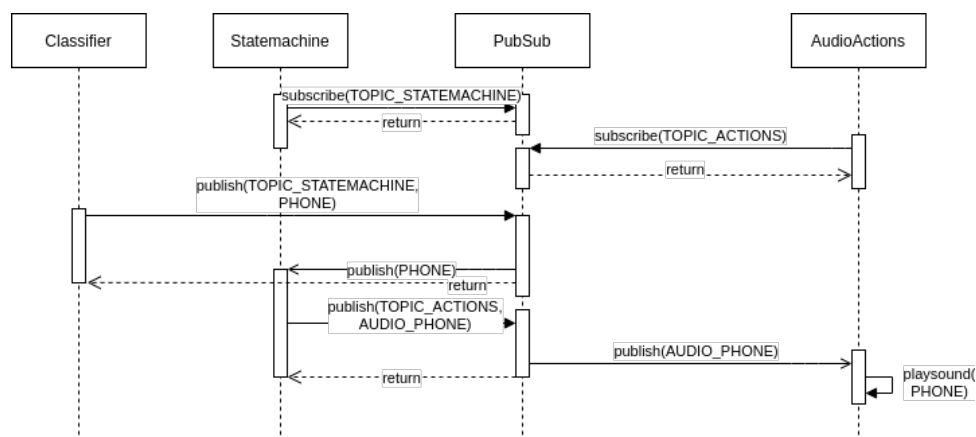 Classifier
Statemachine
PubSub
AudioActions
subscribe(TOPIC_STATEMACHINE)
return
subscribe(TOPIC_ACTIONS)
return
publish(TOPIC_STATEMACHINE,
PHONE)
publish(PHONE)
return
publish(TOPIC_ACTIONS,
AUDIO_PHONE)
publish(AUDIO_PHONE)
return
playsound(
PHONE)